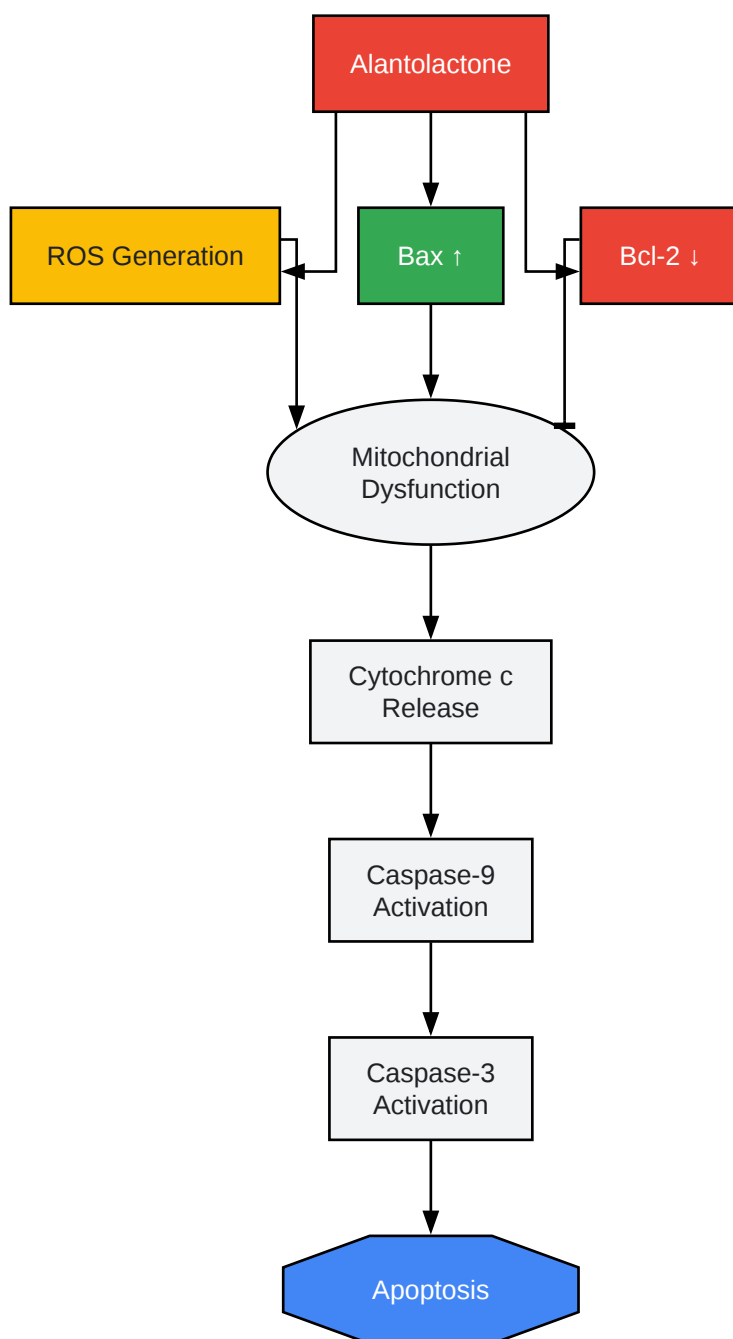 Alantolactone
ROS Generation
Bax ↑
Bcl-2 ↓
Mitochondrial
Dysfunction
Cytochrome c
Release
Caspase-9
Activation
Caspase-3
Activation
Apoptosis